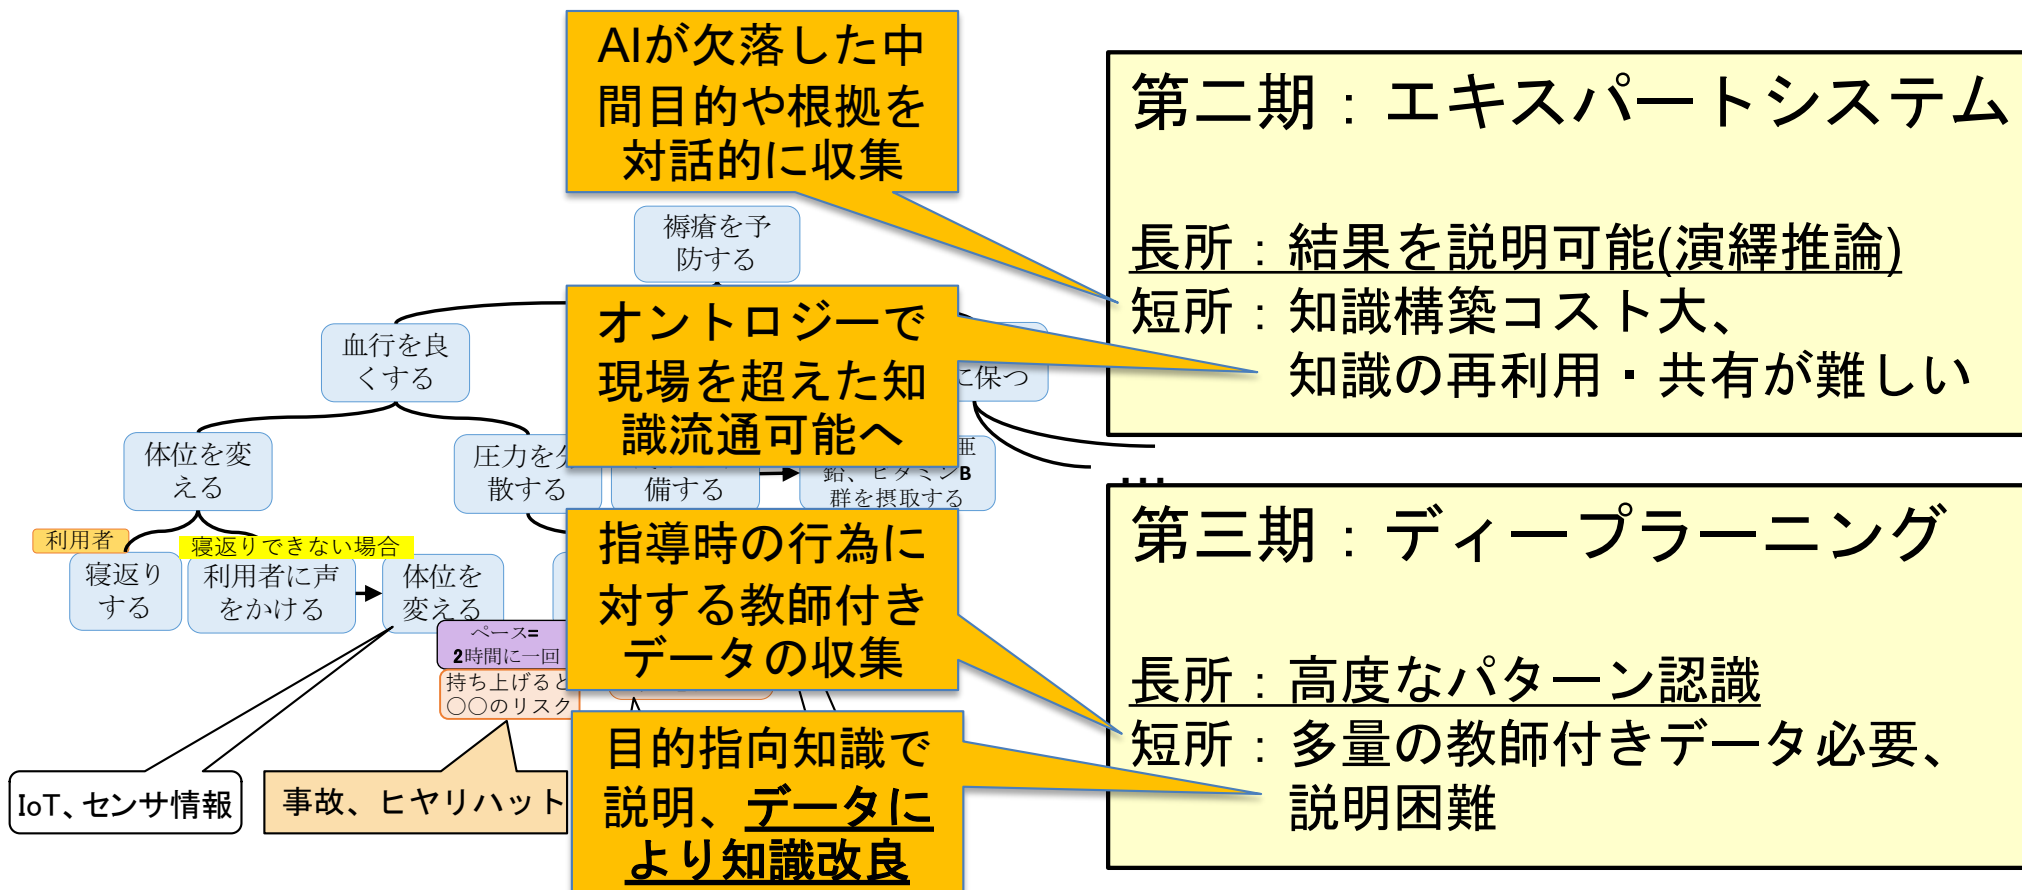 AIが欠落した中
間目的や根拠を
対話的に収集
第二期：エキスパートシステム
長所：結果を説明可能(演繹推論)
短所：知識構築コスト大、
知識の再利用・共有が難しい
褥瘡を予
防する
オントロジーで
現場を超えた知
識流通可能へ
血行を良
くする
に保つ
体位を変
える
圧力を分
散する
備する
亜
鉛、ビタミンB
群を摂取する
...
利用者
寝返りできない場合
寝返り
する
利用者に声
をかける
体位を
変える
ペース=
2時間に一回
持ち上げると
〇〇のリスク
指導時の行為に
対する教師付き
データの収集
第三期：ディープラーニング
長所：高度なパターン認識
短所：多量の教師付きデータ必要、
説明困難
目的指向知識で
説明、データに
より知識改良
IoT、センサ情報
事故、ヒヤリハット